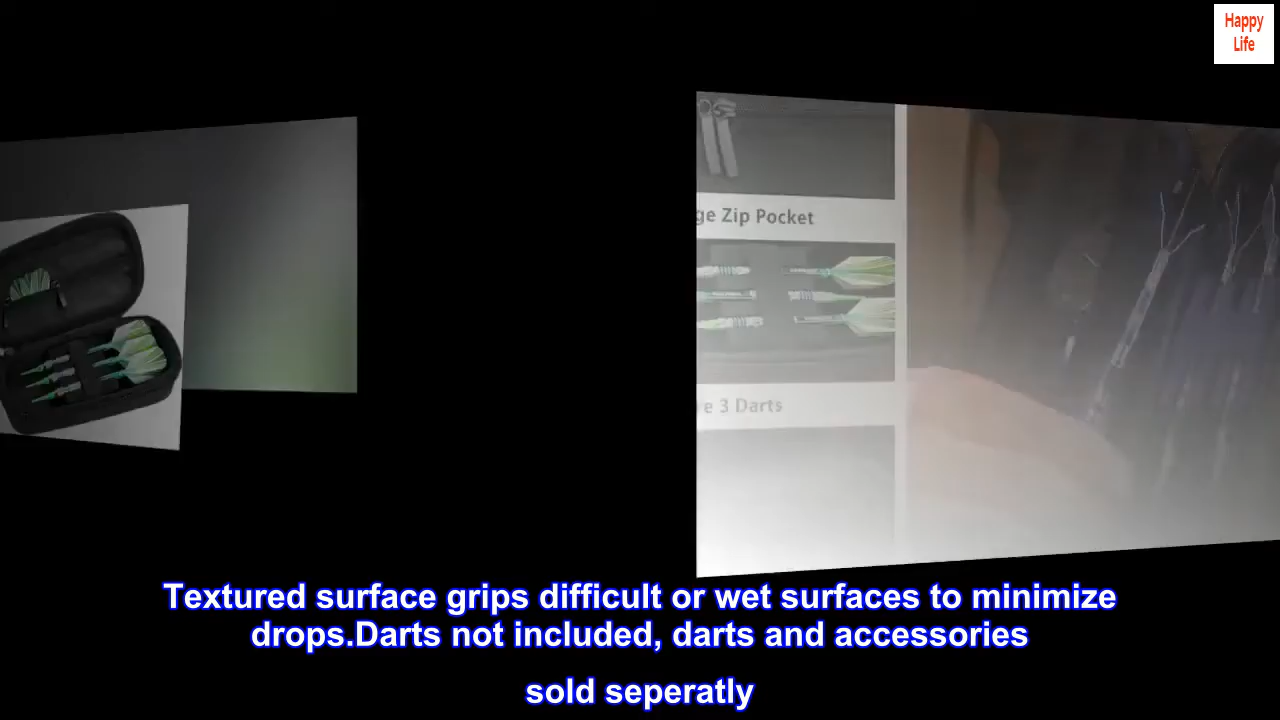 Happy
Life
Zip Pocket
3 Darts
Textured surface grips difficult or wet surfaces to minimize
drops.Darts not included, darts and accessories
sold seperatly